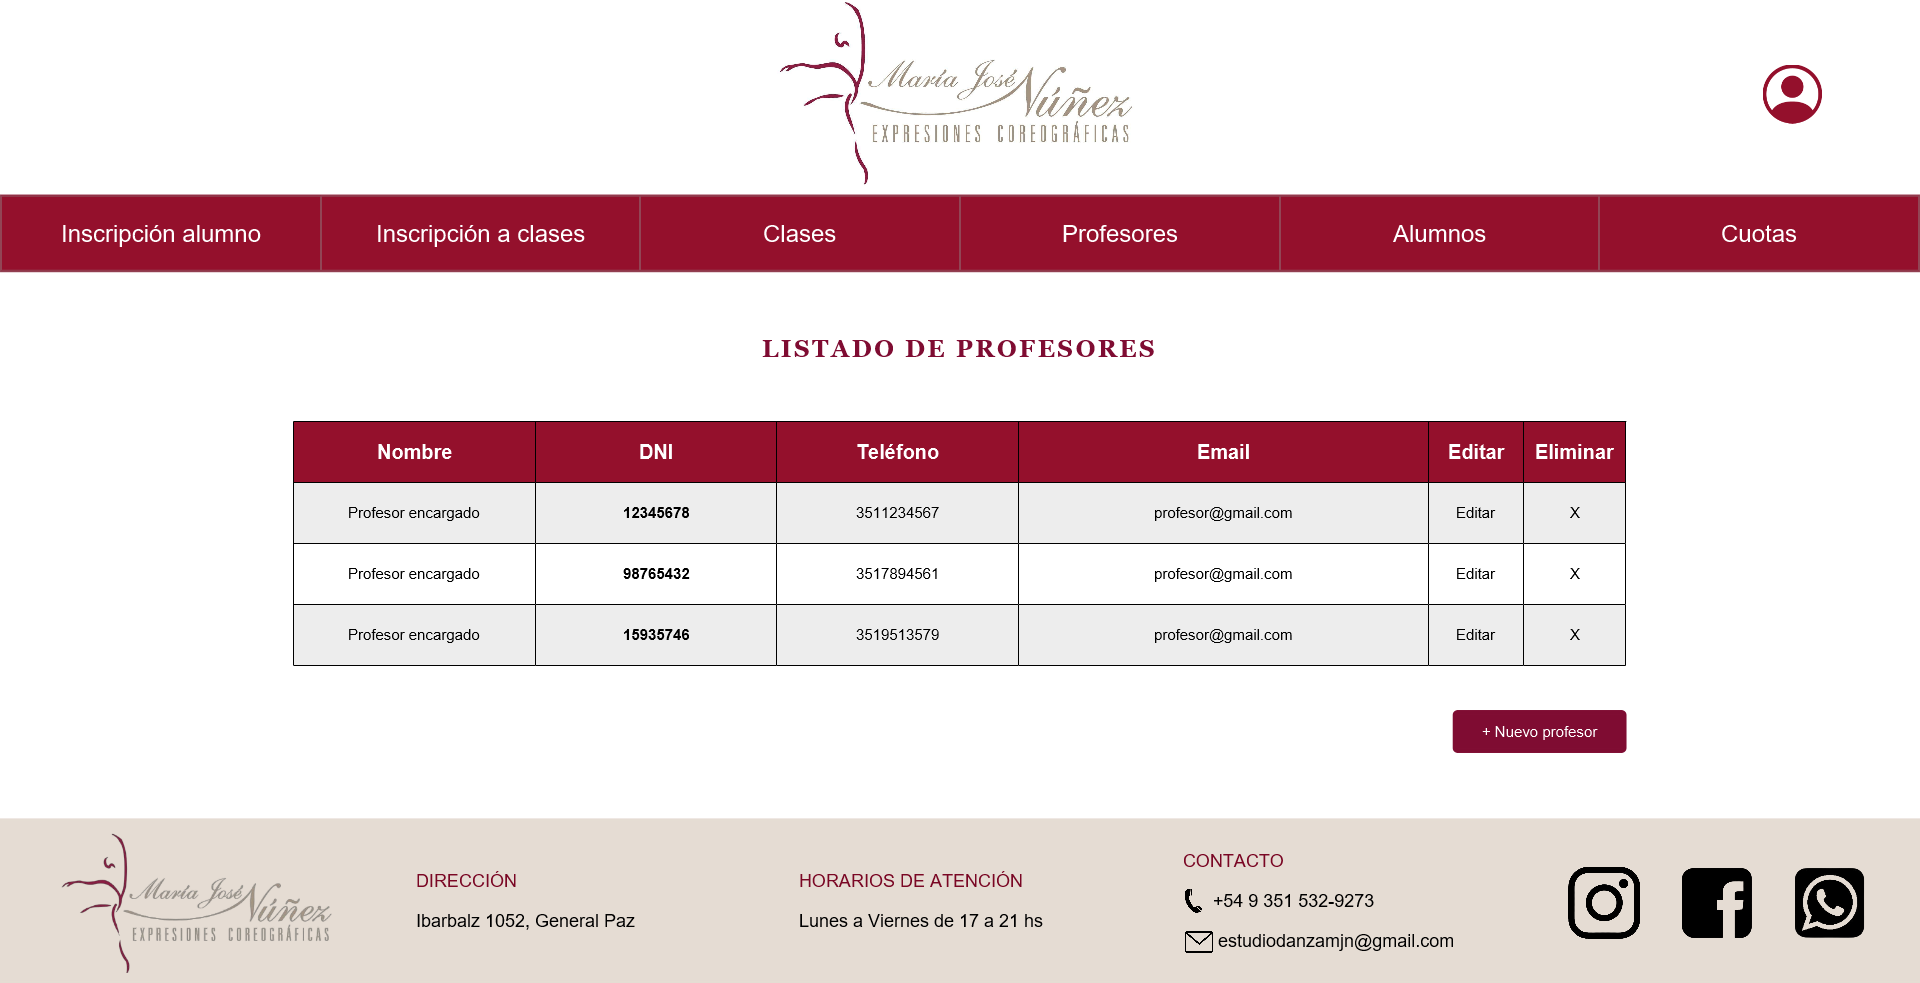 María José Núñez
EXPRESIONES COREOGRÁFICAS
Inscripción alumno Inscripción a clases Clases Profesores Alumnos Cuotas
LISTADO DE PROFESORES
Nombre DNI Teléfono Email Editar Eliminar
Profesor encargado 12345678 3511234567 profesor@gmail.com Editar X
Profesor encargado 98765432 3517894561 profesor@gmail.com Editar X
Profesor encargado 15935746 3519513579 profesor@gmail.com Editar X
+ Nuevo profesor
María José Núñez
EXPRESIONES COREOGRÁFICAS
DIRECCIÓN
Ibarbalz 1052, General Paz
HORARIOS DE ATENCIÓN
Lunes a Viernes de 17 a 21 hs
CONTACTO
+54 9 351 532-9273
estudiodanzamjn@gmail.com